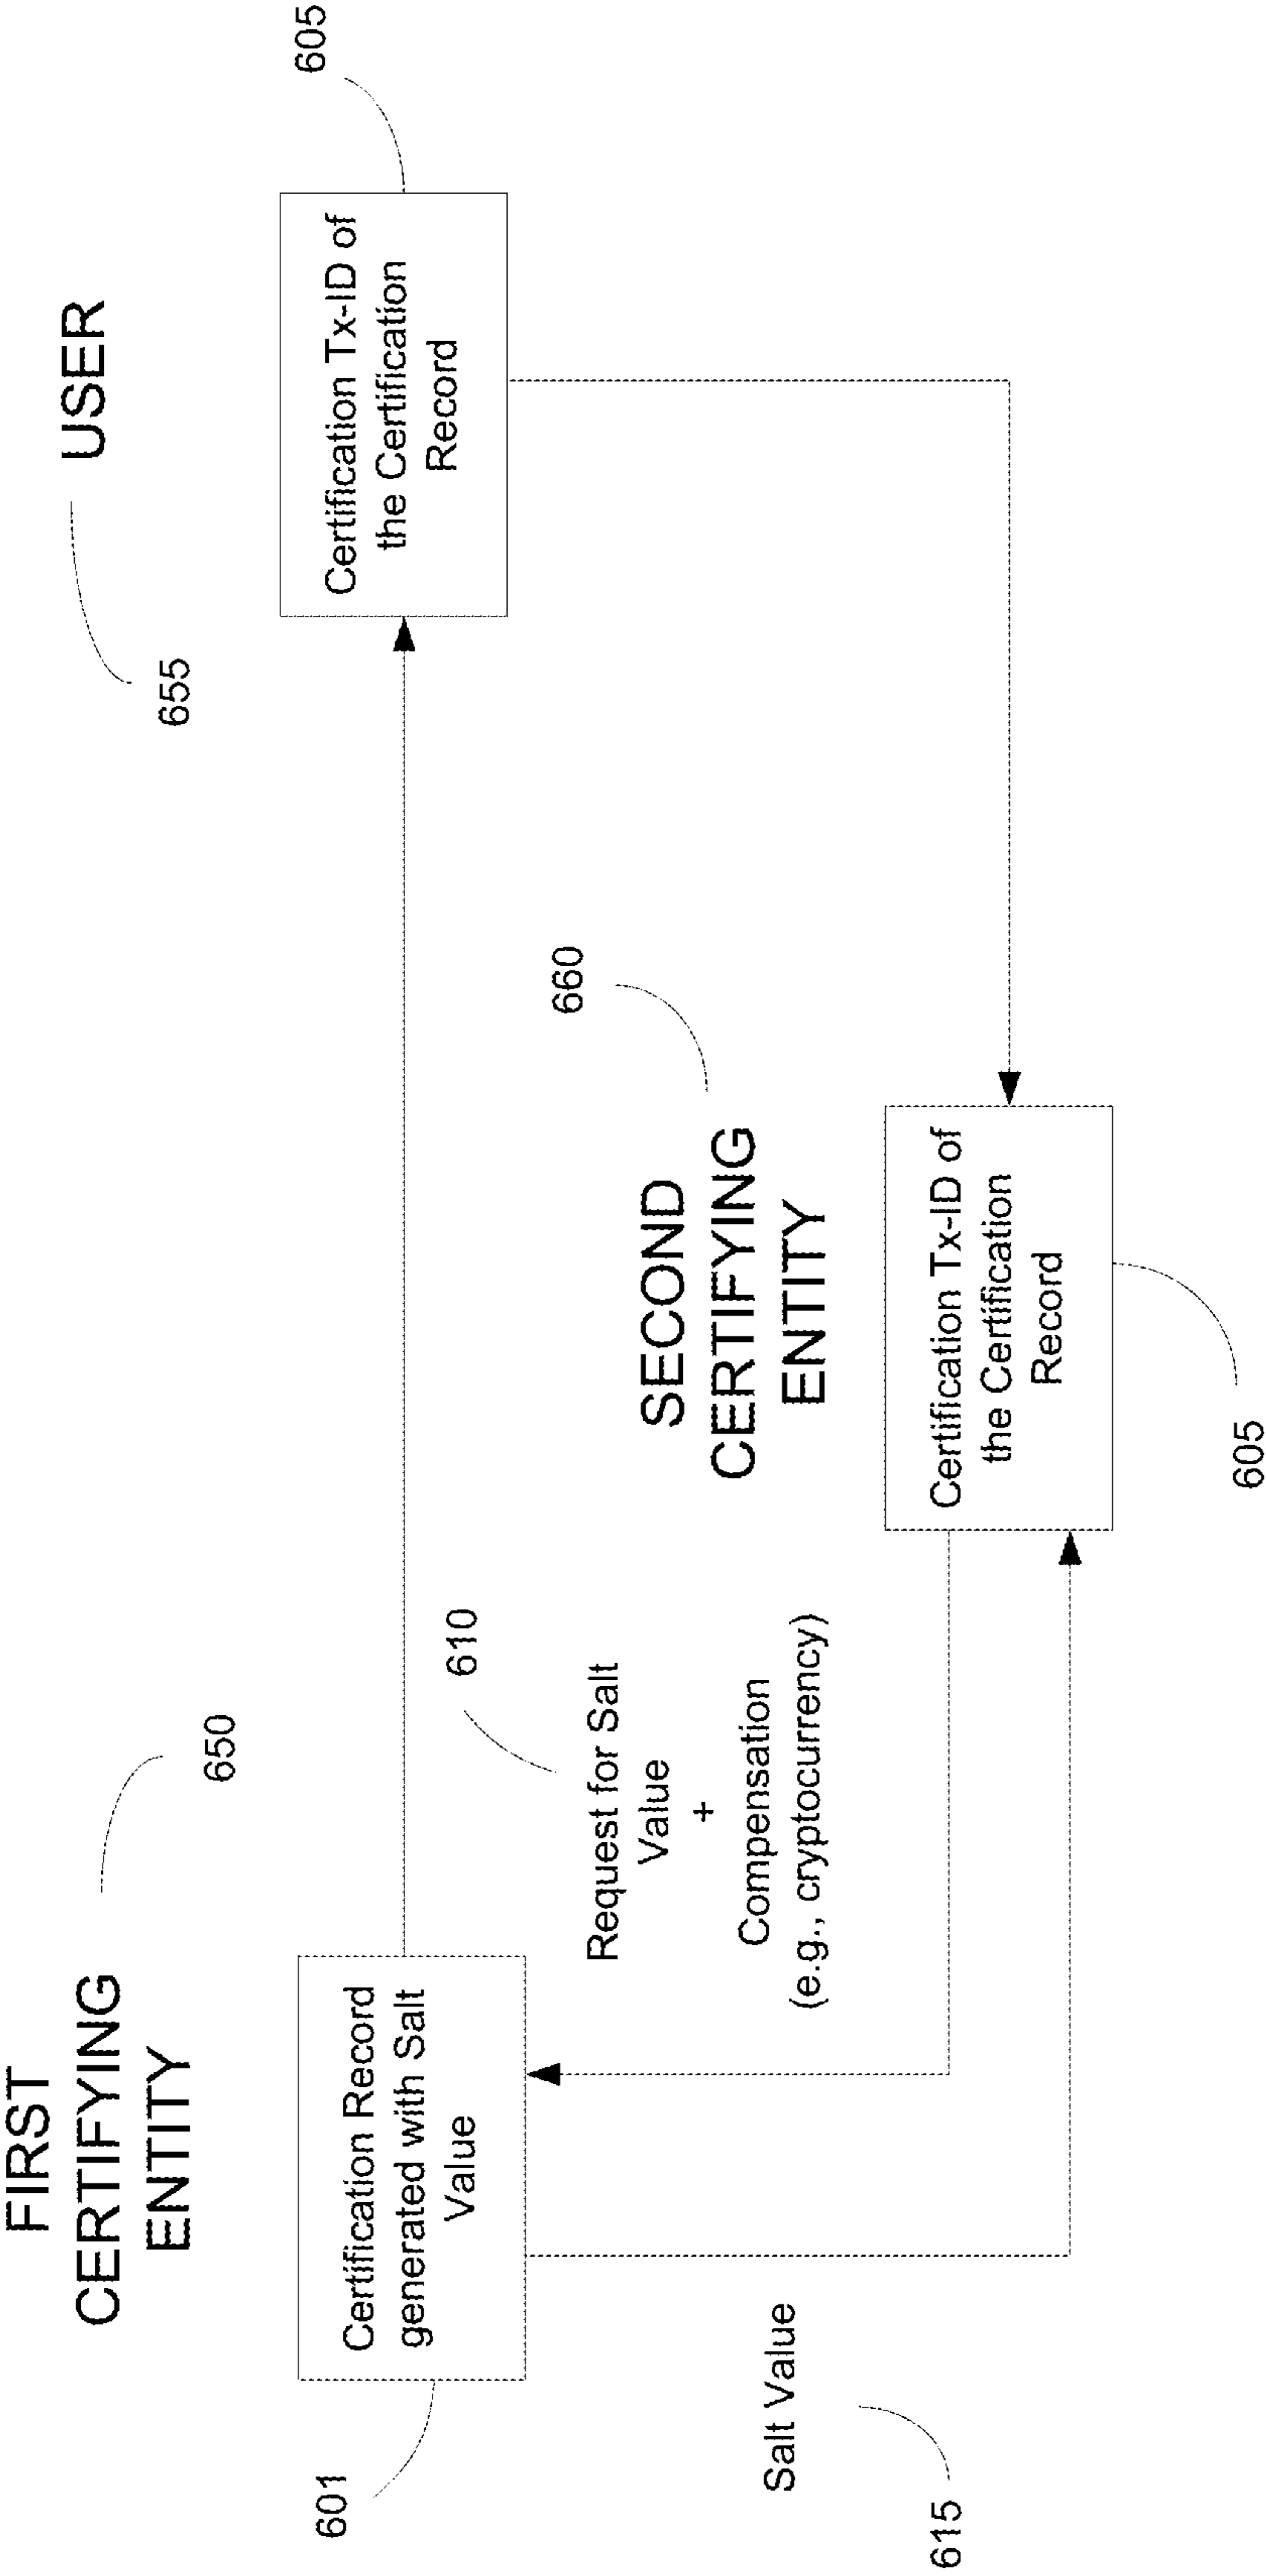 FIRST
CERTIFYING
ENTITY
650
USER
655
601
Certification Record
generated with Salt
Value
Certification Tx-ID of
the Certification
Record
605
610
Request for Salt
Value
+
Compensation
(e.g., cryptocurrency)
SECOND
CERTIFYING
ENTITY
660
Salt Value
615
Certification Tx-ID of
the Certification
Record
605